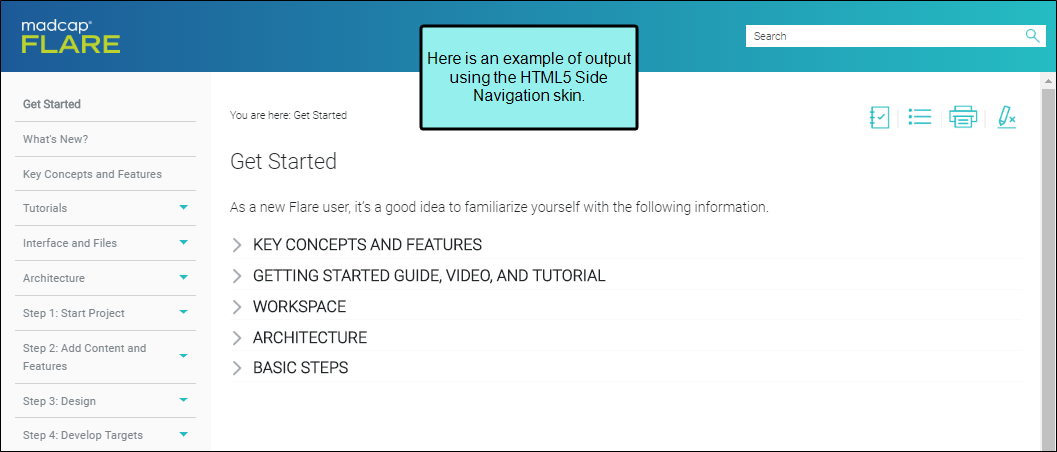 madcap®
FLARE
Here is an example of output
using the HTML5 Side
Navigation skin.
Search
Get Started
What's New?
Key Concepts and Features
Tutorials
Interface and Files
Architecture
Step 1: Start Project
Step 2: Add Content and
Features
Step 3: Design
Step 4: Develop Targets
You are here: Get Started
Get Started
As a new Flare user, it's a good idea to familiarize yourself with the following information.
KEY CONCEPTS AND FEATURES
GETTING STARTED GUIDE, VIDEO, AND TUTORIAL
WORKSPACE
ARCHITECTURE
BASIC STEPS